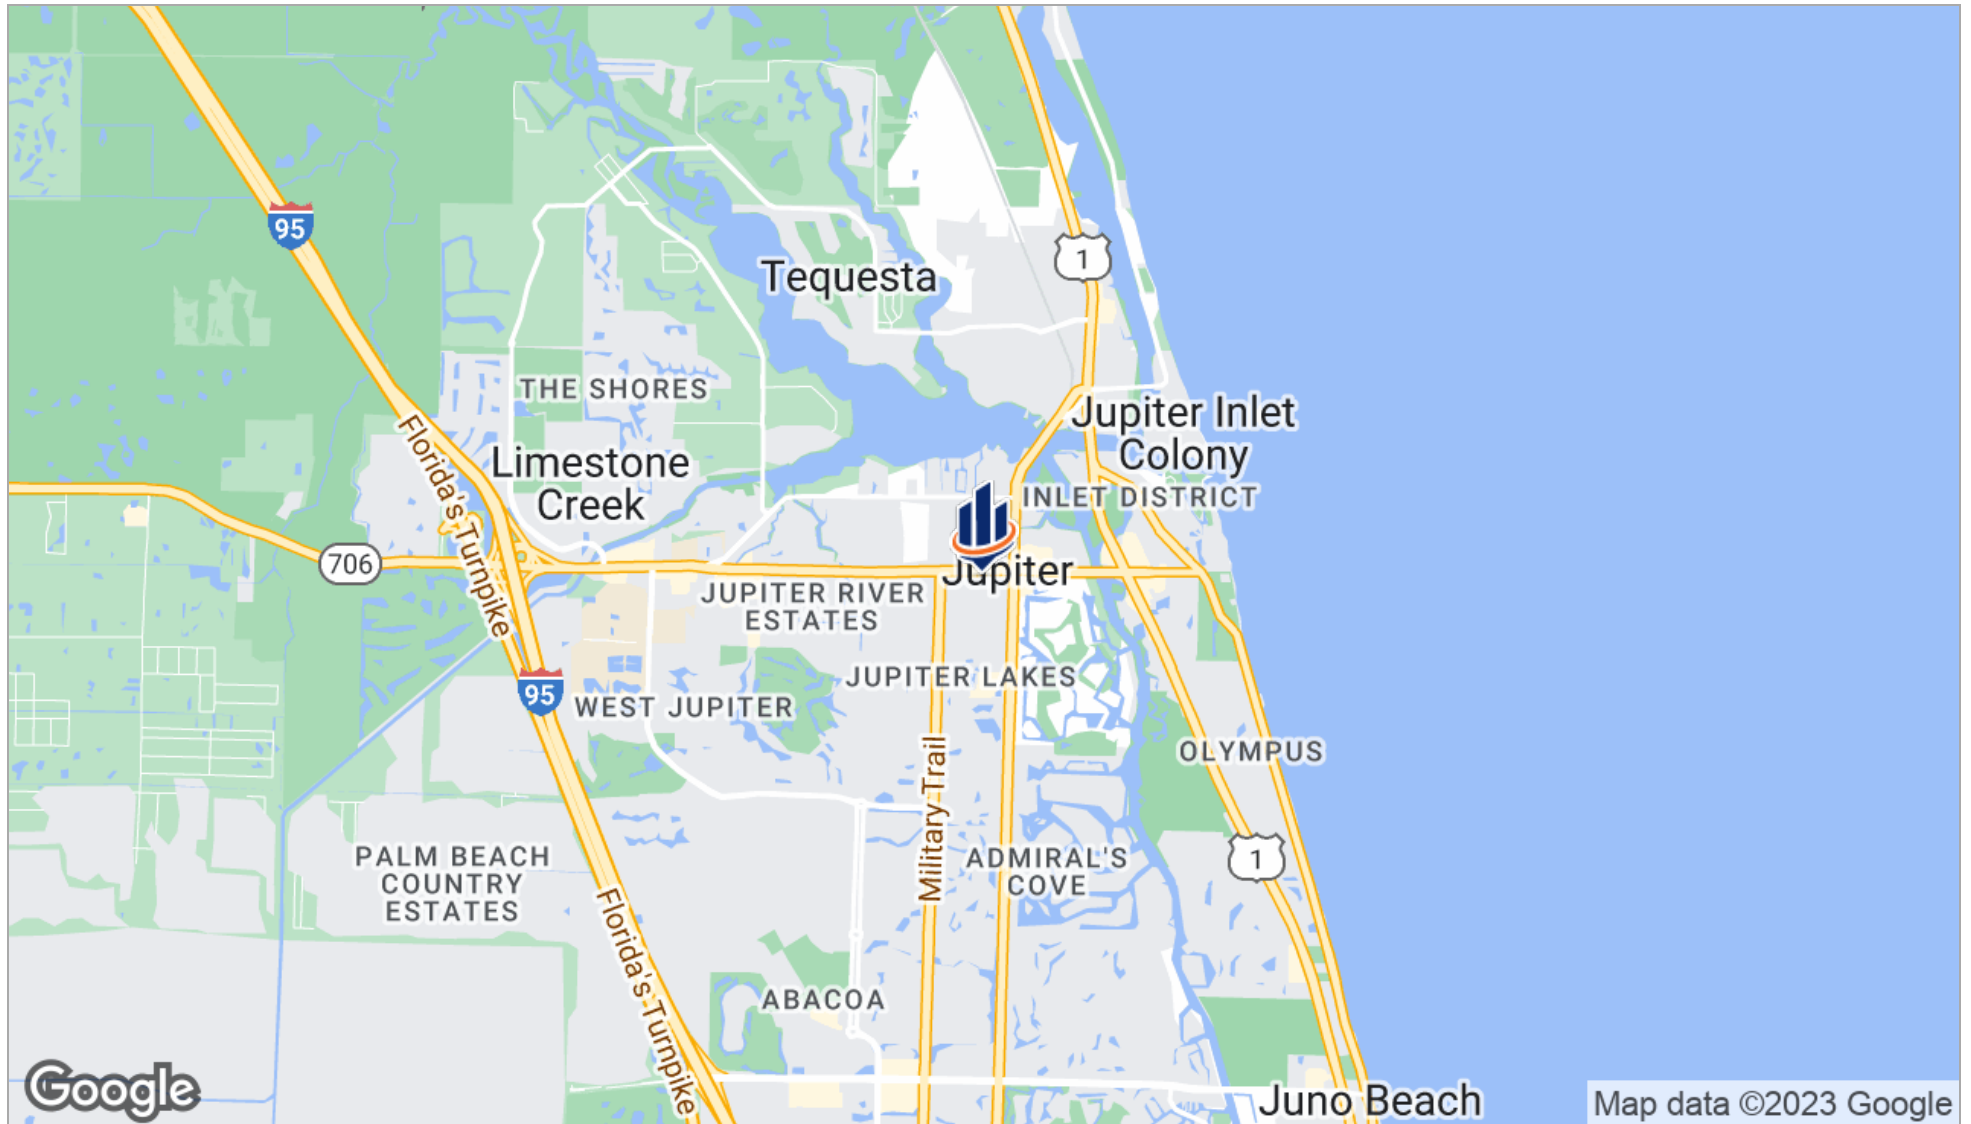 95
1
Tequesta
THE SHORES
Jupiter Inlet
Colony
Limestone
Creek
INLET DISTRICT
Florida's Turnpike
706
Jupiter
JUPITER RIVER
ESTATES
JUPITER LAKES
95
WEST JUPITER
OLYMPUS
Military Trail
1
PALM BEACH
COUNTRY
ESTATES
ADMIRAL'S
COVE
Florida's Turnpike
ABACOA
Google
Juno Beach
Map data ©2023 Google